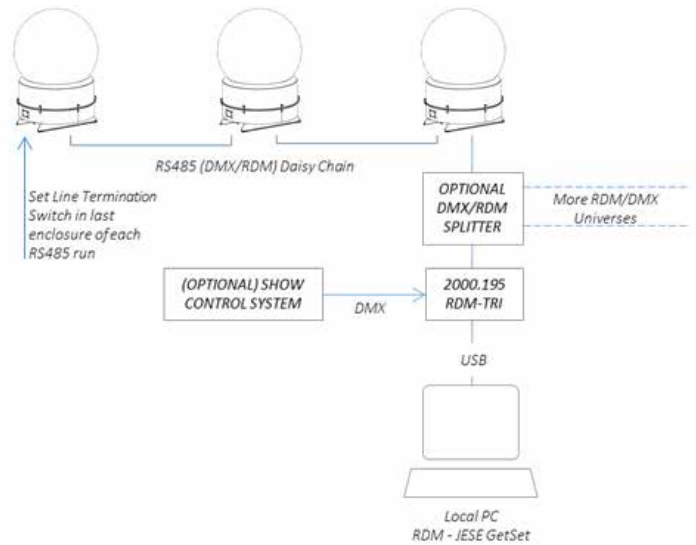 RS485 (DMX/RDM) Daisy Chain
Set Line Termination
Switch in last
enclosure of each
RS485 run
OPTIONAL
DMX/RDM
SPLITTER
More RDM/DMX
Universes
(OPTIONAL) SHOW
CONTROL SYSTEM
DMX
2000.195
RDM-TRI
USB
Local PC
RDM - JESE GetSet